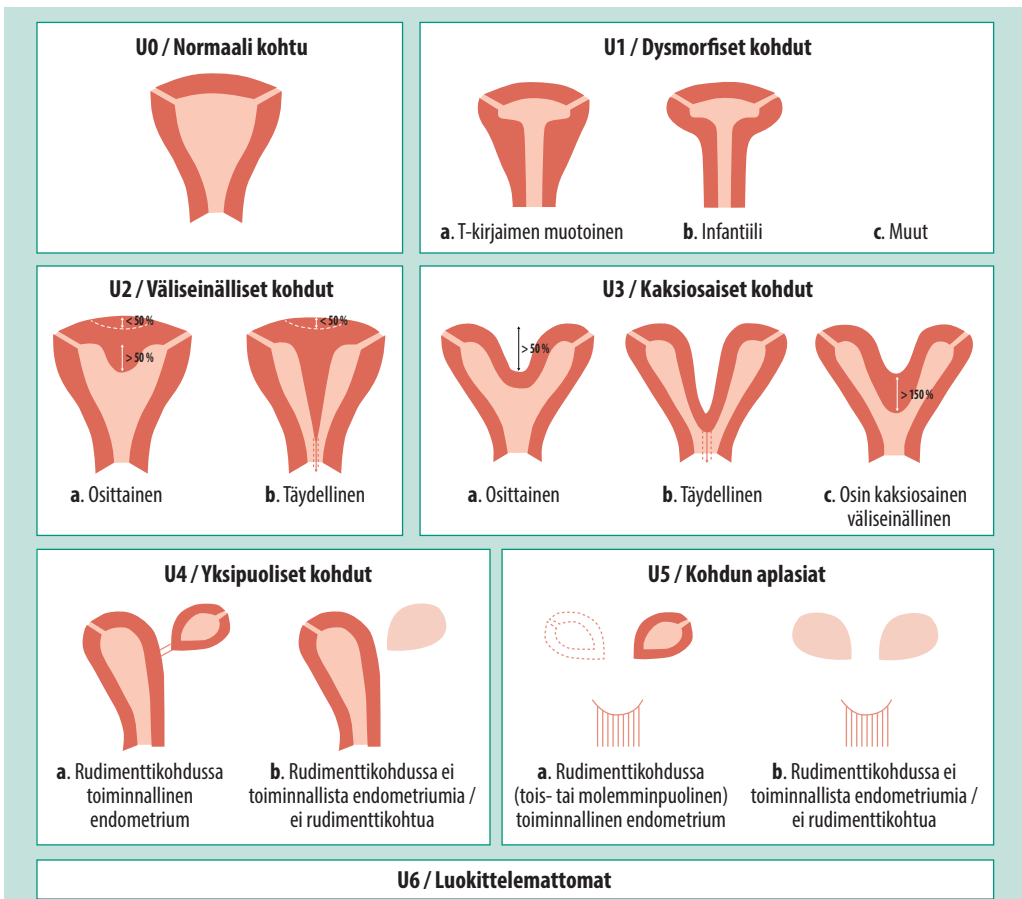 U0 / Normaali kohtu
U1 / Dysmorfiset kohdut
a. T-kirjaimen muotoinen
b. Infantiili
c. Muut
U2 / Väliseinälliset kohdut
< 50 %
> 50 %
a. Osittainen
< 50 %
b. Täydellinen
U3 / Kaksiosaiset kohdut
> 50 %
a. Osittainen
b. Täydellinen
> 150 %
c. Osin kaksiosainen
väliseinällinen
U4 / Yksipuoliset kohdut
a. Rudimenttikohdussa
toiminnallinen
endometrium
b. Rudimenttikohdussa ei
toiminnallista endometriumia /
ei rudimenttikohtua
U5 / Kohdun aplasiat
a. Rudimenttikohdussa
(tois- tai molemminpuolinen)
toiminnallinen endometrium
b. Rudimenttikohdussa ei
toiminnallista endometriumia /
ei rudimenttikohtua
U6 / Luokittelemattomat